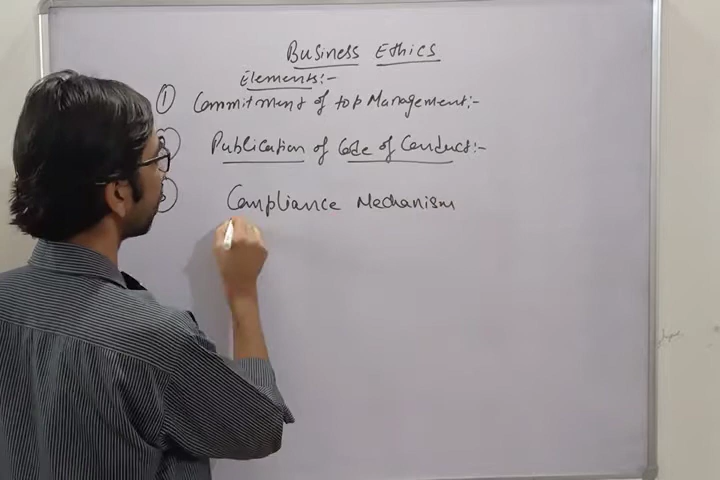 Business Ethics
Elements:-
① Commitment of top Management:-
Publication of Code of Conduct:-
Compliance Mechanism